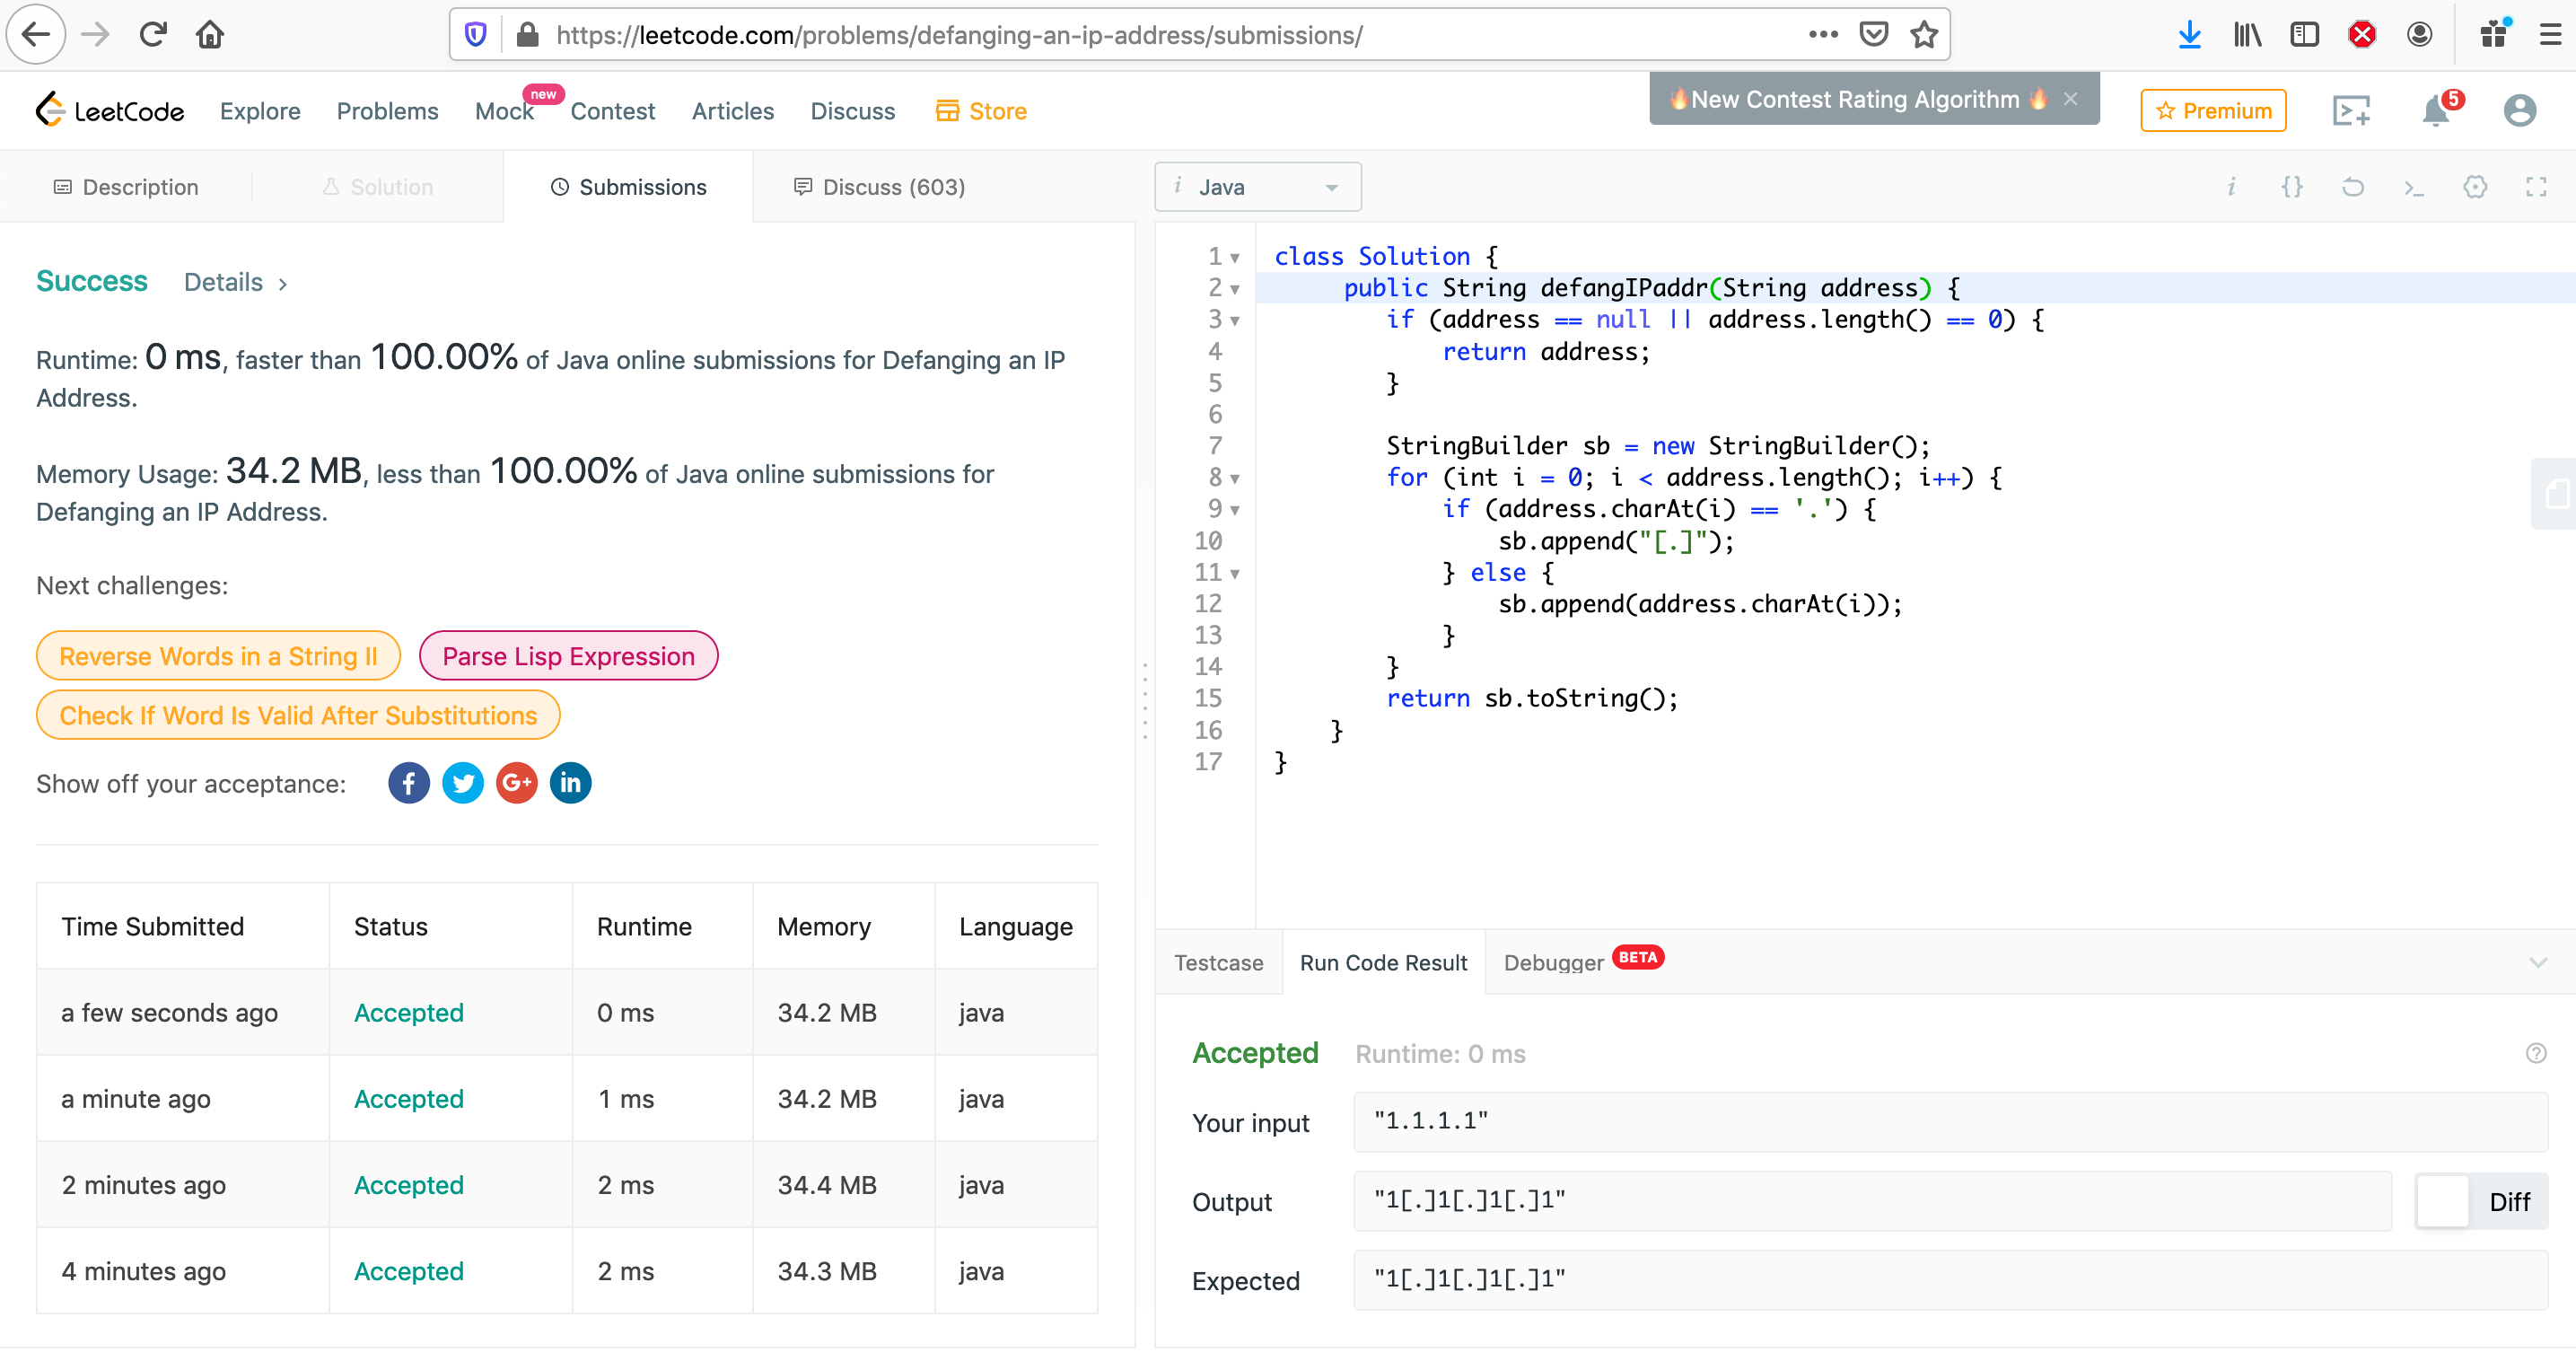 https://leetcode.com/problems/defanging-an-ip-address/submissions/
LeetCode Explore Problems Mock new Contest Articles Discuss Store
🔥New Contest Rating Algorithm 🔥 ×
Premium 5
Description Solution Submissions Discuss (603)
i Java
Success Details >
Runtime: 0 ms, faster than 100.00% of Java online submissions for Defanging an IP
Address.
Memory Usage: 34.2 MB, less than 100.00% of Java online submissions for
Defanging an IP Address.
Next challenges:
Reverse Words in a String II Parse Lisp Expression
Check If Word Is Valid After Substitutions
Show off your acceptance: f G+ in
Time Submitted Status Runtime Memory Language
a few seconds ago Accepted 0 ms 34.2 MB java
a minute ago Accepted 1 ms 34.2 MB java
2 minutes ago Accepted 2 ms 34.4 MB java
4 minutes ago Accepted 2 ms 34.3 MB java
1 class Solution {
2 public String defangIPaddr(String address) {
3 if (address == null || address.length() == 0) {
4 return address;
5 }
6
7 StringBuilder sb = new StringBuilder();
8 for (int i = 0; i < address.length(); i++) {
9 if (address.charAt(i) == '.') {
10 sb.append("[.]");
11 } else {
12 sb.append(address.charAt(i));
13 }
14 }
15 return sb.toString();
16 }
17 }
Testcase Run Code Result Debugger BETA
Accepted Runtime: 0 ms
Your input "1.1.1.1"
Output "1[.]1[.]1[.]1" Diff
Expected "1[.]1[.]1[.]1"